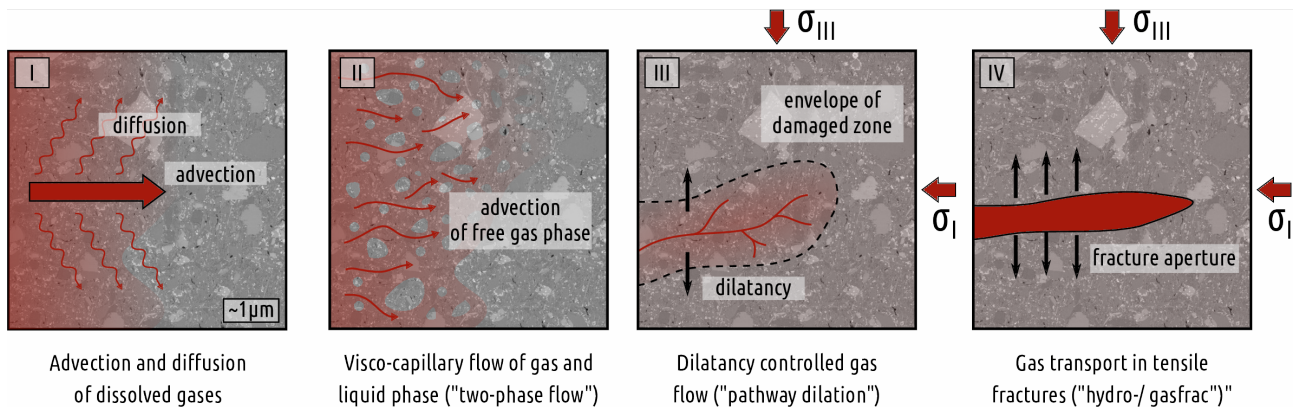 I
diffusion
advection
~1μm
Advection and diffusion
of dissolved gases
II
advection
of free gas phase
Visco-capillary flow of gas and
liquid phase ("two-phase flow")
σIII
III
envelope of
damaged zone
σI
dilatancy
Dilatancy controlled gas
flow ("pathway dilation")
σIII
IV
σI
fracture aperture
Gas transport in tensile
fractures ("hydro-/ gasfrac")"